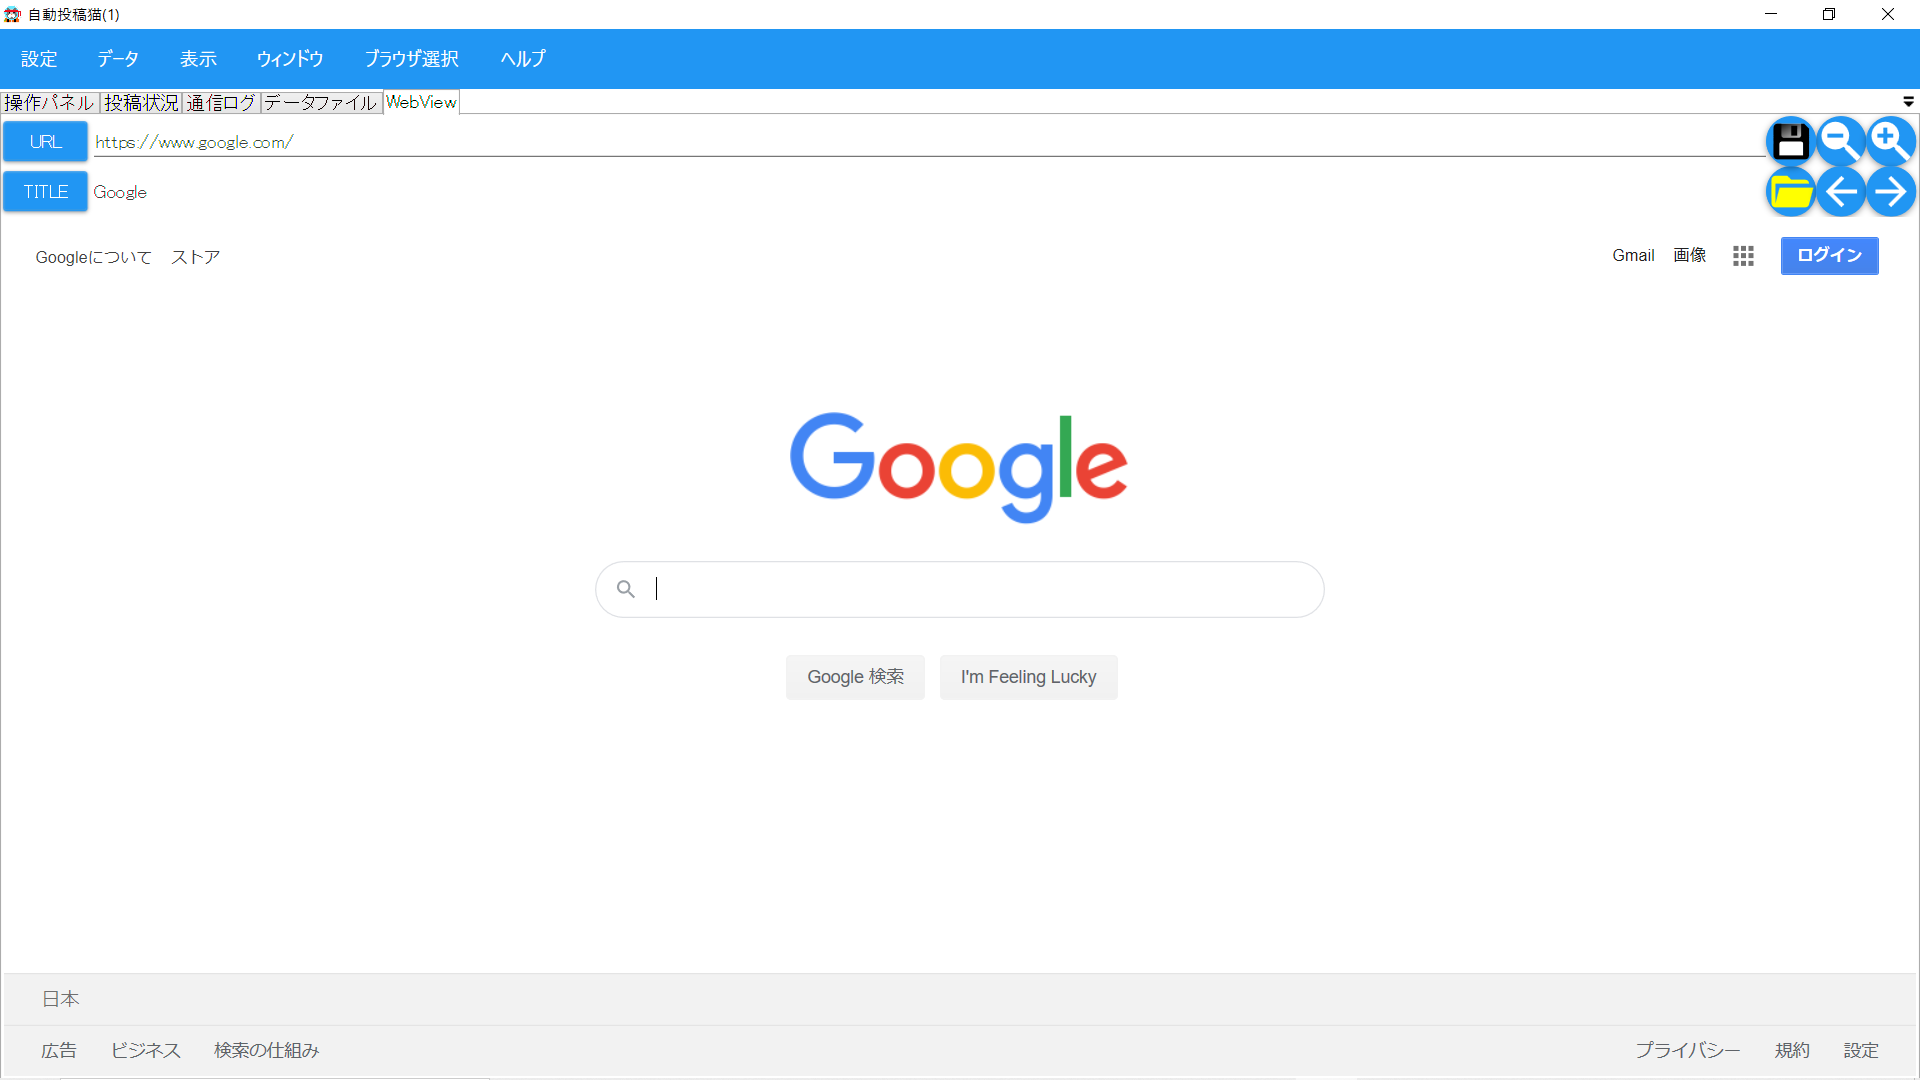 自動投稿猫(1)
設定 データ 表示 ウィンドウ ブラウザ選択 ヘルプ
操作パネル 投稿状況 通信ログ データファイル WebView
URL https://www.google.com/
TITLE Google
Googleについて ストア Gmail 画像 ログイン
Google
Google 検索 I'm Feeling Lucky
日本
広告 ビジネス 検索の仕組み プライバシー 規約 設定